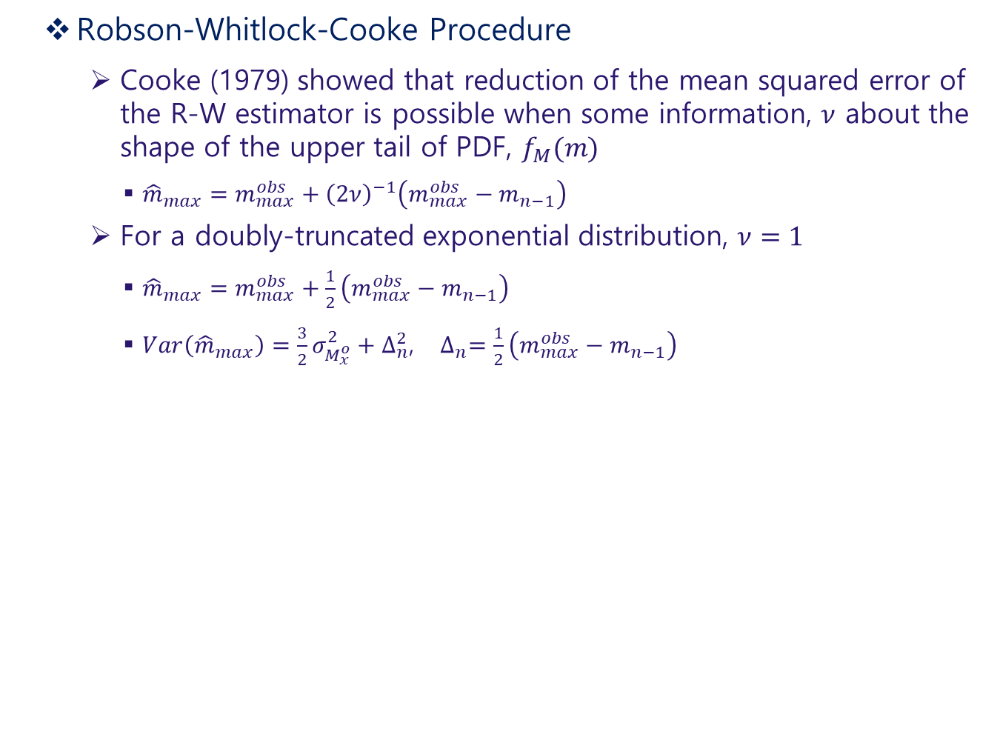 ❖ Robson-Whitlock-Cooke Procedure
➢ Cooke (1979) showed that reduction of the mean squared error of
the R-W estimator is possible when some information, 𝜈 about the
shape of the upper tail of PDF, $f_M(m)$
▪ $\hat{m}_{max} = m_{max}^{obs} + (2\nu)^{-1}\left(m_{max}^{obs} - m_{n-1}\right)$
➢ For a doubly-truncated exponential distribution, $\nu = 1$
▪ $\hat{m}_{max} = m_{max}^{obs} + \frac{1}{2}\left(m_{max}^{obs} - m_{n-1}\right)$
▪ $Var(\hat{m}_{max}) = \frac{3}{2}\sigma_{M_x^o}^2 + \Delta_n^2, \quad \Delta_n = \frac{1}{2}\left(m_{max}^{obs} - m_{n-1}\right)$